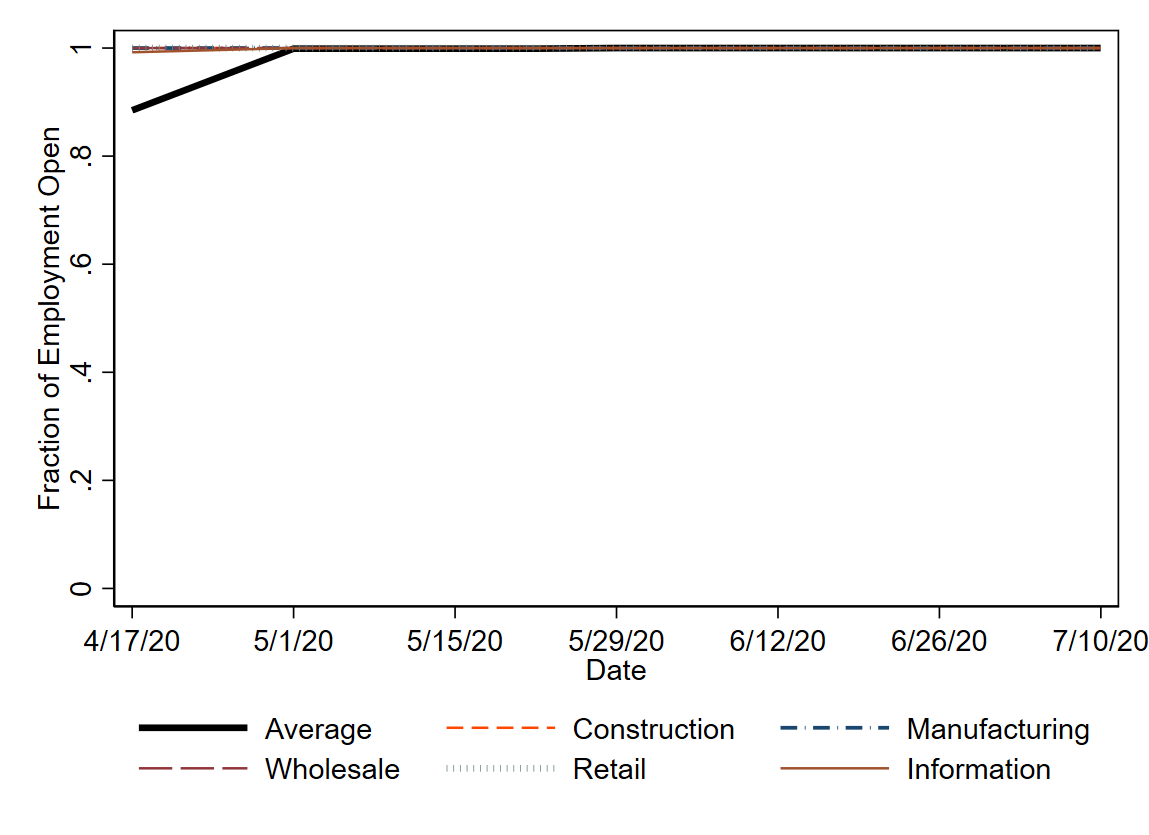 Fraction of Employment Open
1
.8
.6
.4
.2
0
4/17/20 5/1/20 5/15/20 5/29/20 6/12/20 6/26/20 7/10/20
Date
Average Construction Manufacturing
Wholesale Retail Information